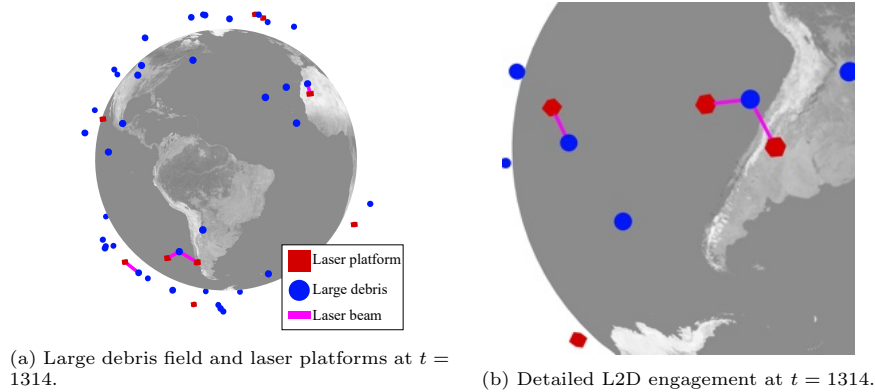 Laser platform
Large debris
Laser beam
(a) Large debris field and laser platforms at t =
1314.
(b) Detailed L2D engagement at t = 1314.